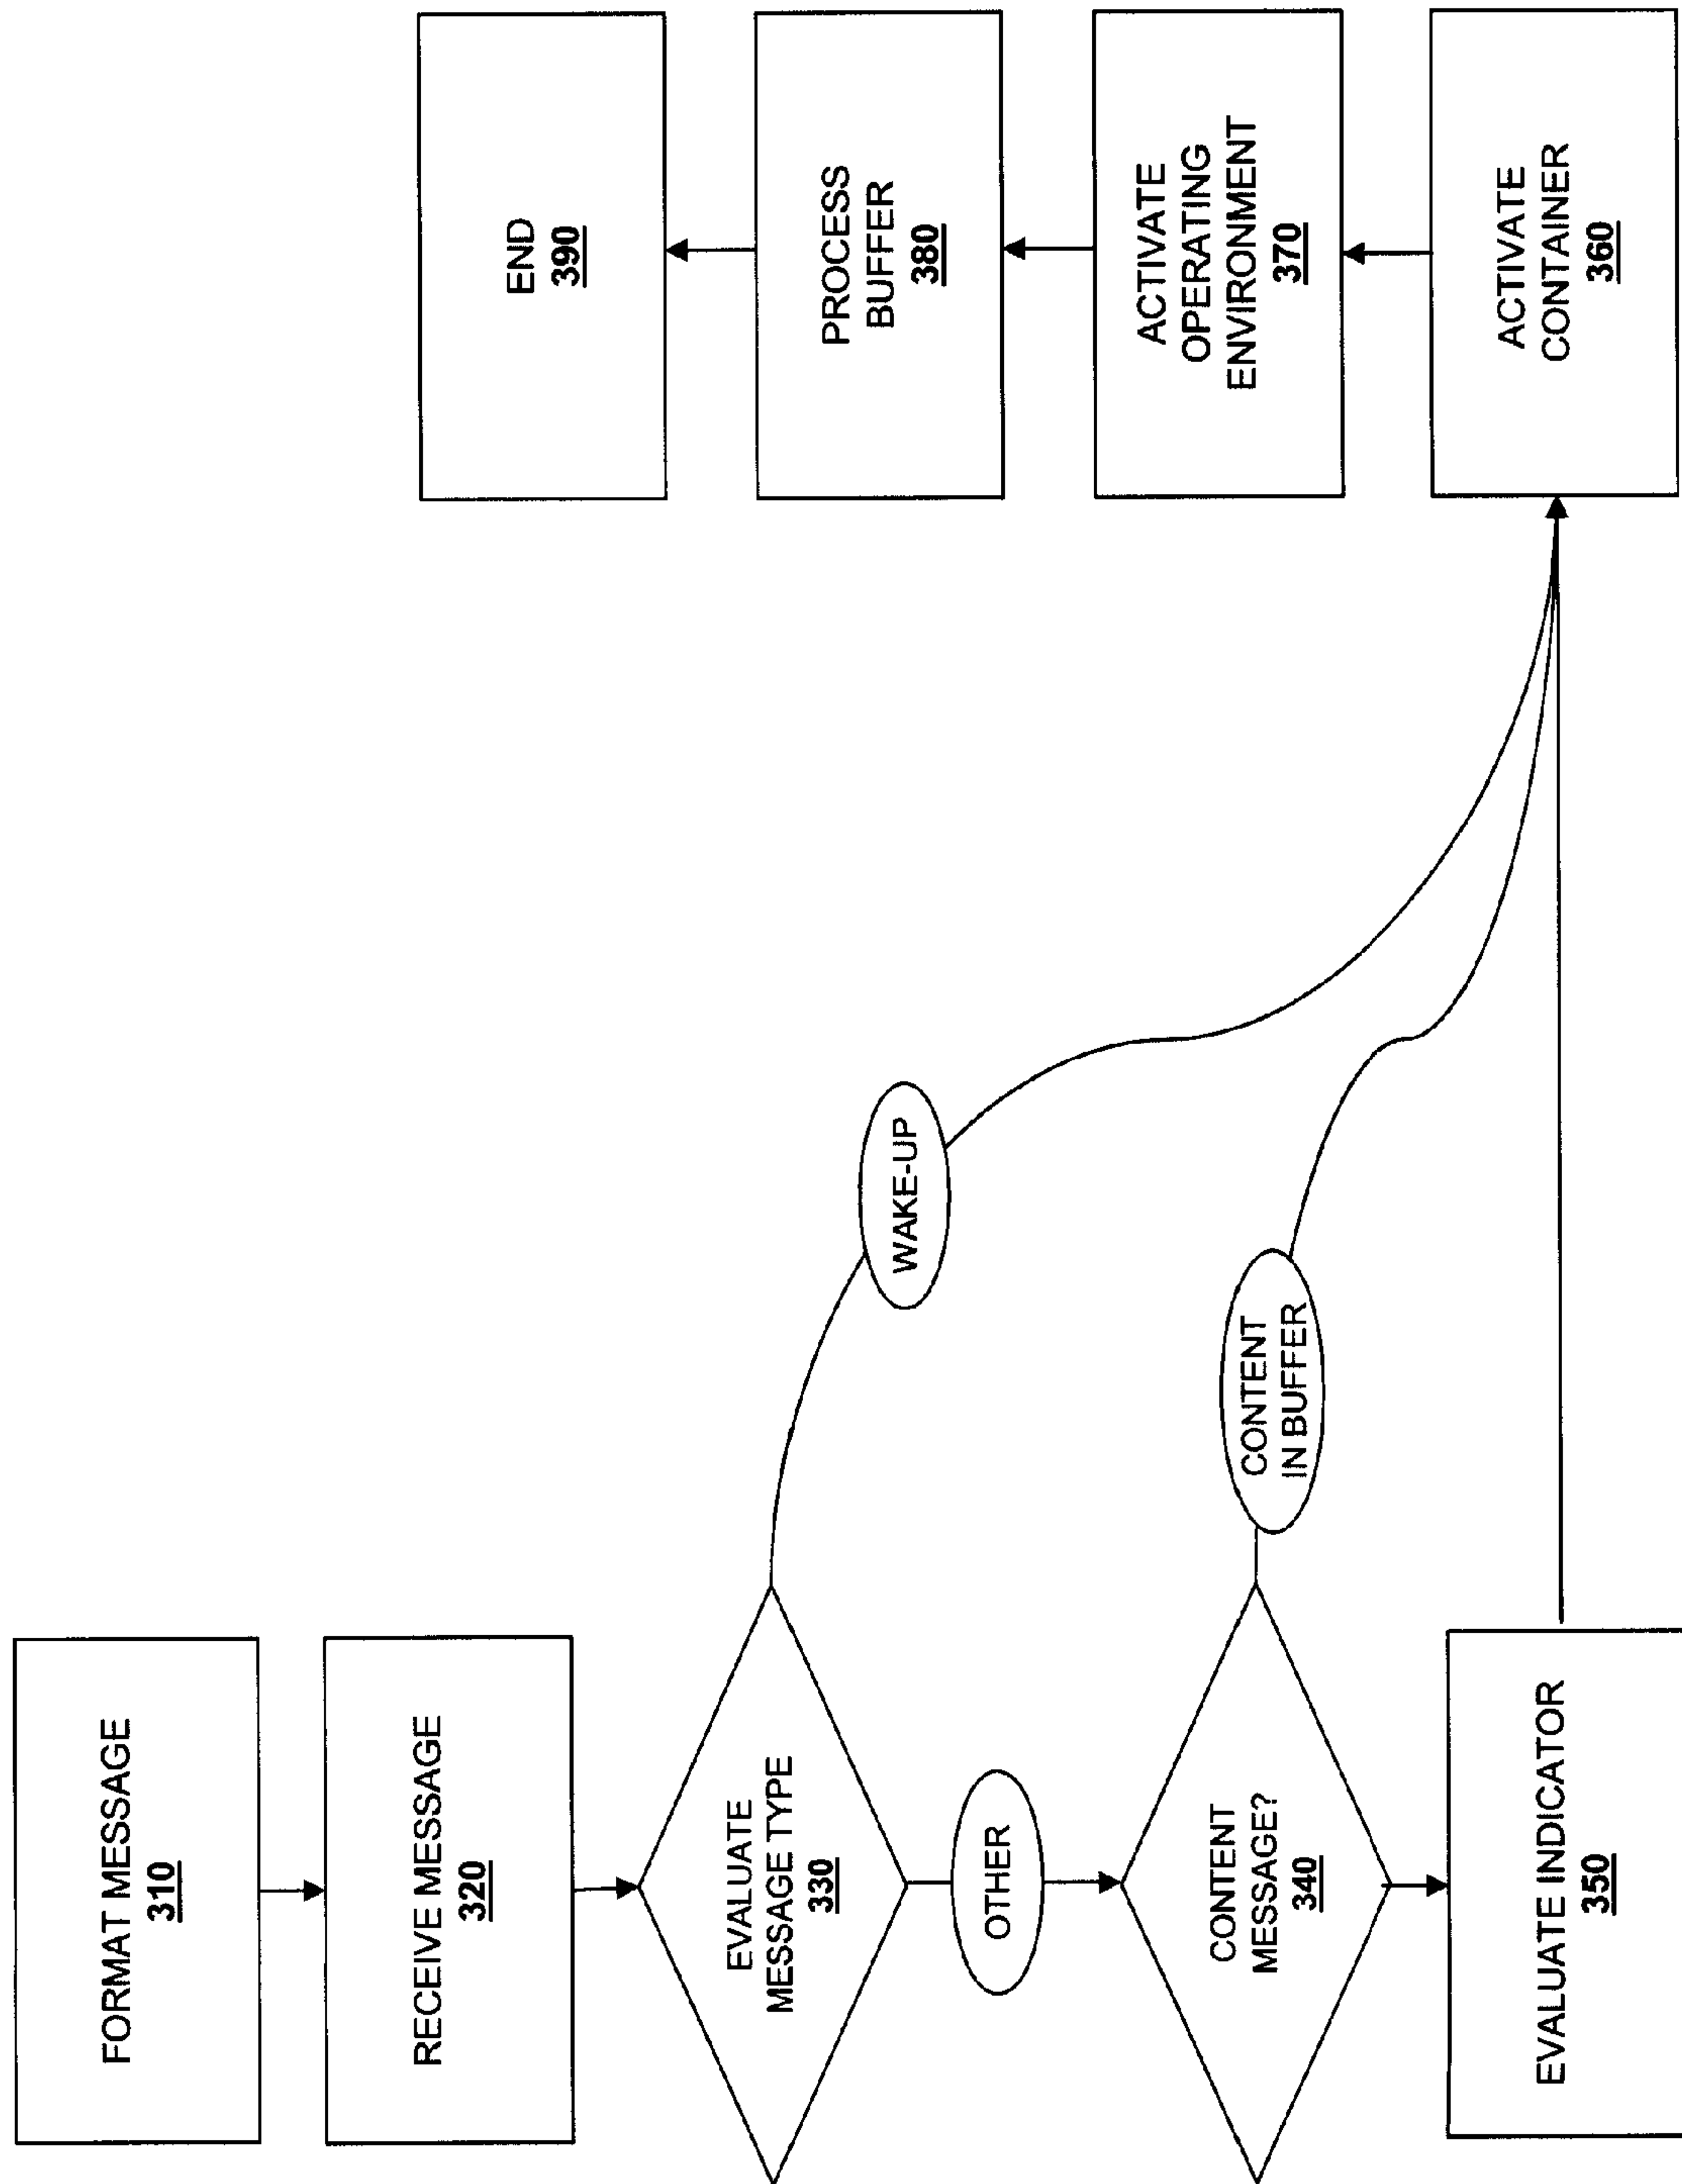 FORMAT MESSAGE
310
RECEIVE MESSAGE
320
EVALUATE
MESSAGE TYPE
330
WAKE-UP
OTHER
CONTENT
MESSAGE?
340
CONTENT
IN BUFFER
EVALUATE INDICATOR
350
ACTIVATE
CONTAINER
360
ACTIVATE
OPERATING
ENVIRONMENT
370
PROCESS
BUFFER
380
END
390